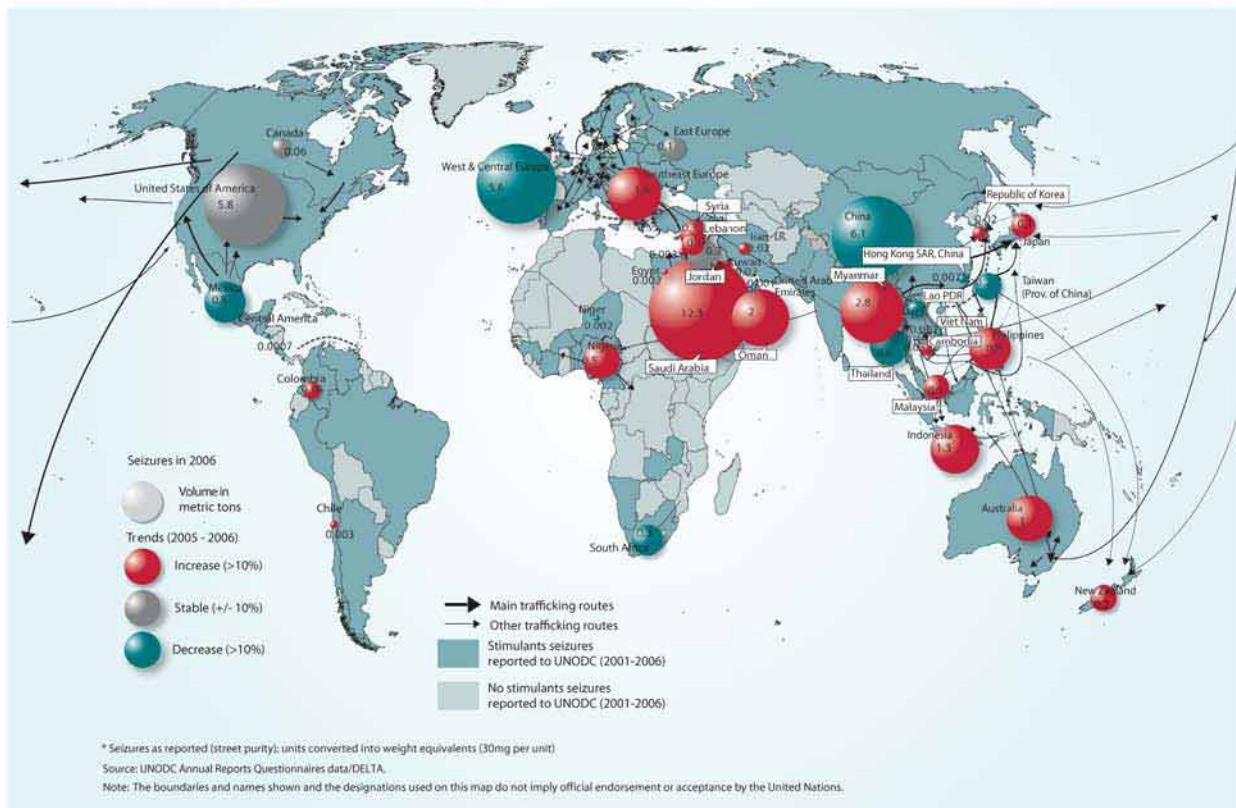 Canada
0.06
United States of America
5.8
Mexico
Central America
0.0007
Colombia
Chile
0.003
West & Central Europe
5.6
East Europe
0.1
Southeast Europe
Syria
Lebanon
Iran-I.R.
Kuwait
0.02
Egypt
0.002
Jordan
United Arab
Emirates
12.3
2
Oman
Saudi Arabia
Niger
0.002
South Africa
China
6.1
Hong Kong SAR, China
Republic of Korea
Japan
Myanmar
2.8
Lao PDR
Taiwan
(Prov. of China)
Viet Nam
Philippines
Cambodia
Thailand
Malaysia
Indonesia
1.3
Australia
New Zealand
Seizures in 2006
Volume in
metric tons
Trends (2005 - 2006)
Increase (>10%)
Stable (+/- 10%)
Decrease (>10%)
Main trafficking routes
Other trafficking routes
Stimulants seizures
reported to UNODC (2001-2006)
No stimulants seizures
reported to UNODC (2001-2006)
* Seizures as reported (street purity); units converted into weight equivalents (30mg per unit)
Source: UNODC Annual Reports Questionnaires data/DELTA.
Note: The boundaries and names shown and the designations used on this map do not imply official endorsement or acceptance by the United Nations.